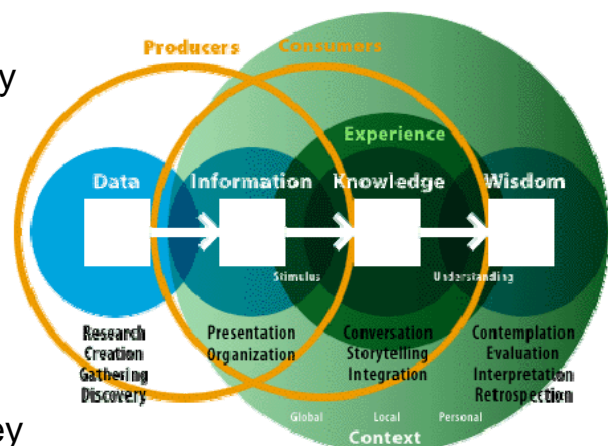 Producers Consumers
y
Experience
Data Information Knowledge Wisdom
Stimulus Understanding
Research
Creation
Gathering
Discovery
Presentation
Organization
Conversation
Storytelling
Integration
Contemplation
Evaluation
Interpretation
Retrospection
Global Local Personal
Context
ey